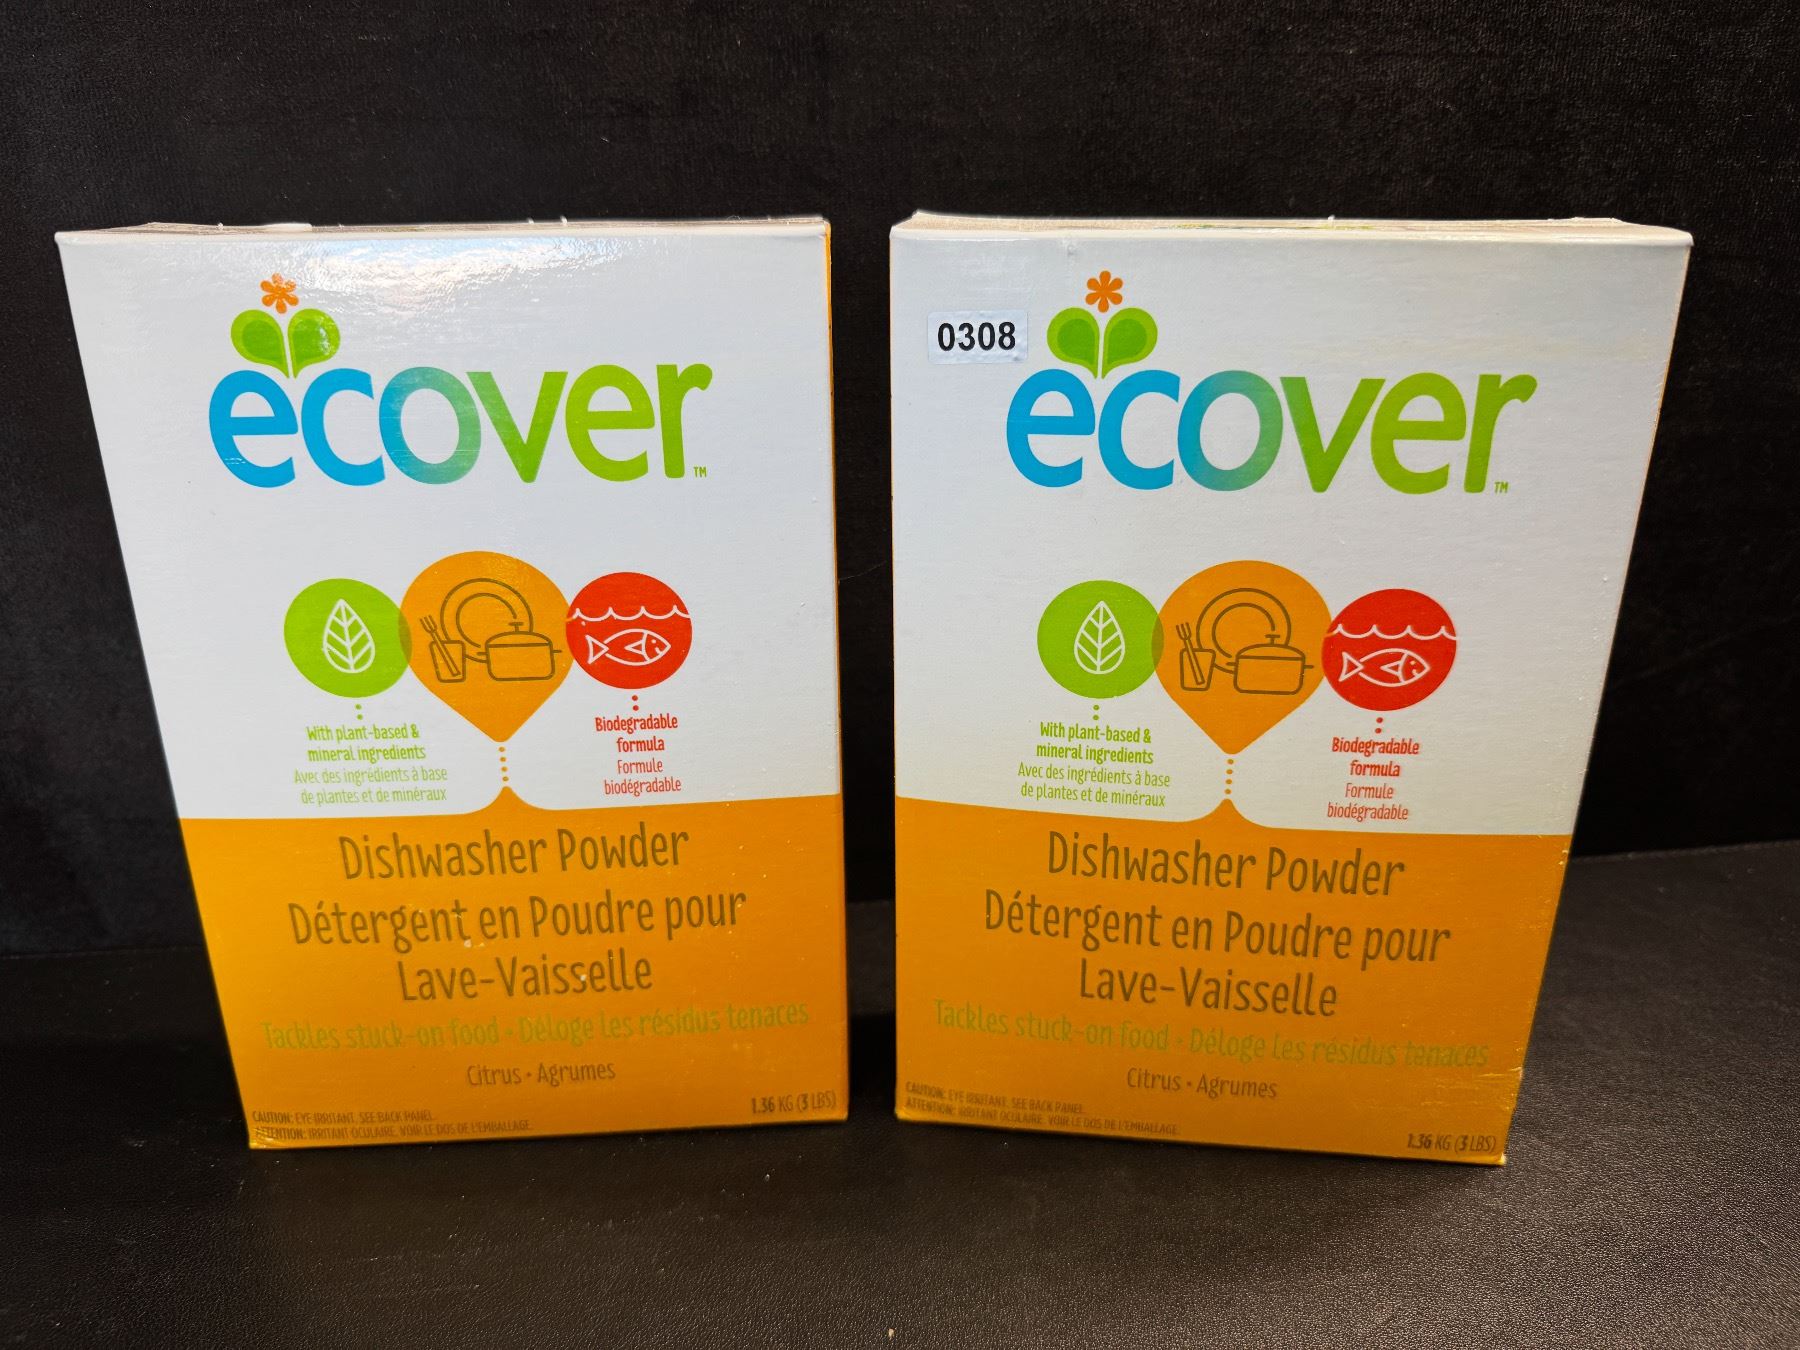 ecover™
With plant-based &
mineral ingredients
Avec des ingrédients à base
de plantes et de minéraux
Biodegradable
formula
Formule
biodégradable
Dishwasher Powder
Détergent en Poudre pour
Lave-Vaisselle
Tackles stuck-on food • Déloge les résidus tenaces
Citrus • Agrumes
CAUTION: EYE IRRITANT. SEE BACK PANEL.
ATTENTION: IRRITANT OCULAIRE. VOIR LE DOS DE L'EMBALLAGE.
1.36 KG (3 LBS)
0308
ecover™
With plant-based &
mineral ingredients
Avec des ingrédients à base
de plantes et de minéraux
Biodegradable
formula
Formule
biodégradable
Dishwasher Powder
Détergent en Poudre pour
Lave-Vaisselle
Tackles stuck-on food • Déloge les résidus tenaces
Citrus • Agrumes
CAUTION: EYE IRRITANT. SEE BACK PANEL.
ATTENTION: IRRITANT OCULAIRE. VOIR LE DOS DE L'EMBALLAGE.
1.36 KG (3 LBS)